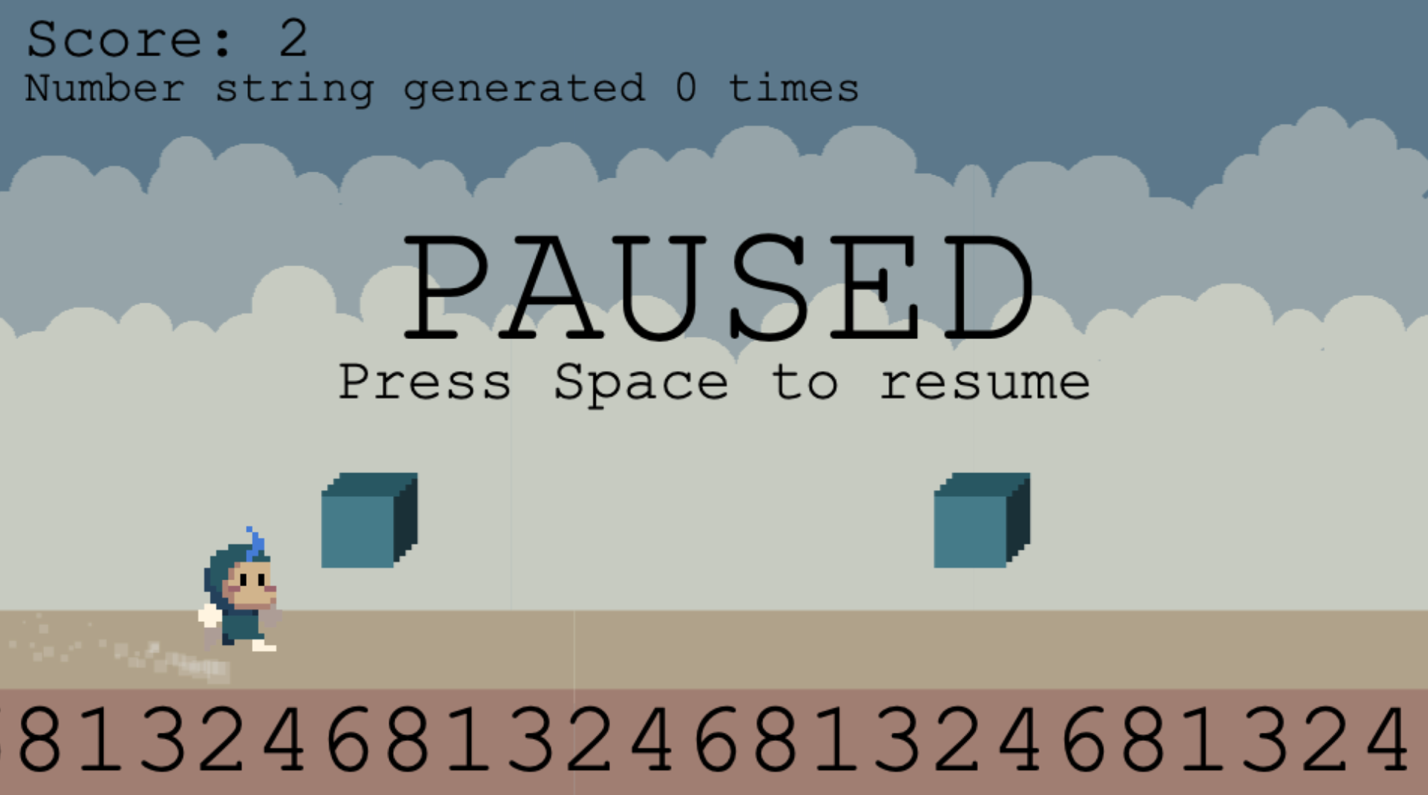 Score: 2
Number string generated 0 times
PAUSED
Press Space to resume
81324681324681324681324